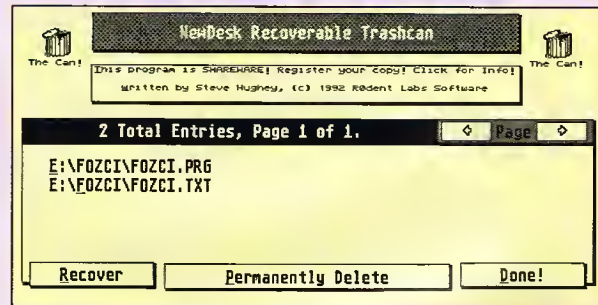 NewDesk Recoverable Trashcan
The Can!
The Can!
This program is SHAREWARE! Register your copy! Click for Info!
Written by Steve Hughey, (c) 1992 R0dent Labs Software
2 Total Entries, Page 1 of 1.
Page
E:\FOZCI\FOZCI.PRG
E:\FOZCI\FOZCI.TXT
Recover
Permanently Delete
Done!